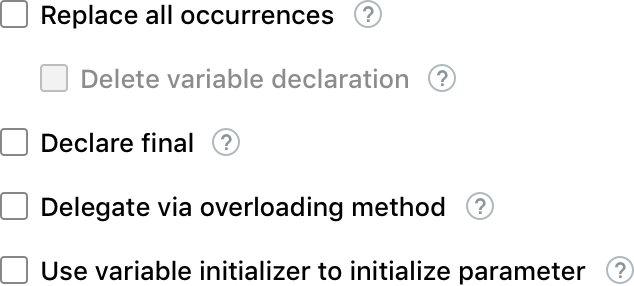 Replace all occurrences ?
Delete variable declaration ?
Declare final ?
Delegate via overloading method ?
Use variable initializer to initialize parameter ?